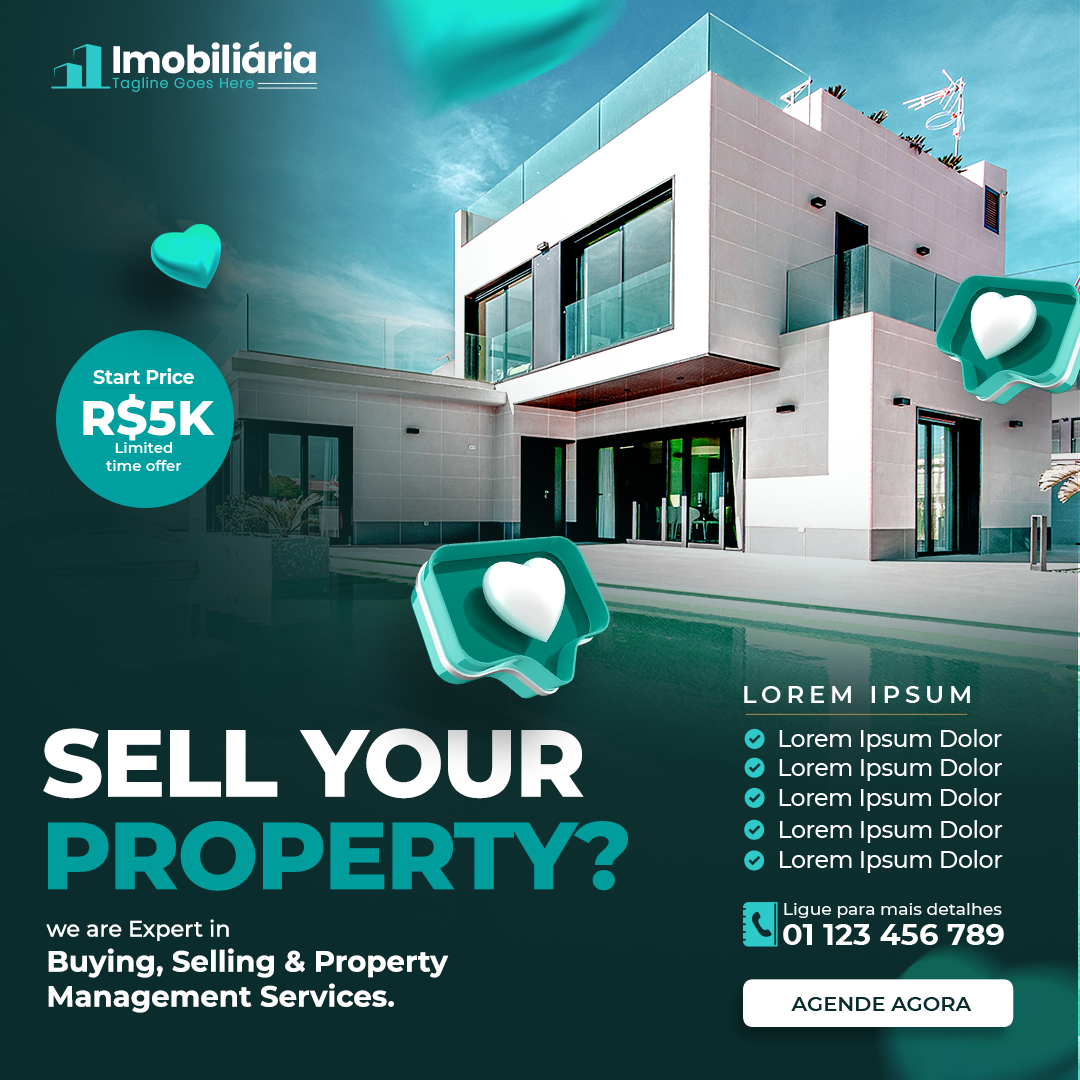 Imobiliária
Tagline Goes Here
Start Price
R$5K
Limited
time offer
SELL YOUR
PROPERTY?
we are Expert in
Buying, Selling & Property
Management Services.
LOREM IPSUM
Lorem Ipsum Dolor
Lorem Ipsum Dolor
Lorem Ipsum Dolor
Lorem Ipsum Dolor
Lorem Ipsum Dolor
Ligue para mais detalhes
01 123 456 789
AGENDE AGORA